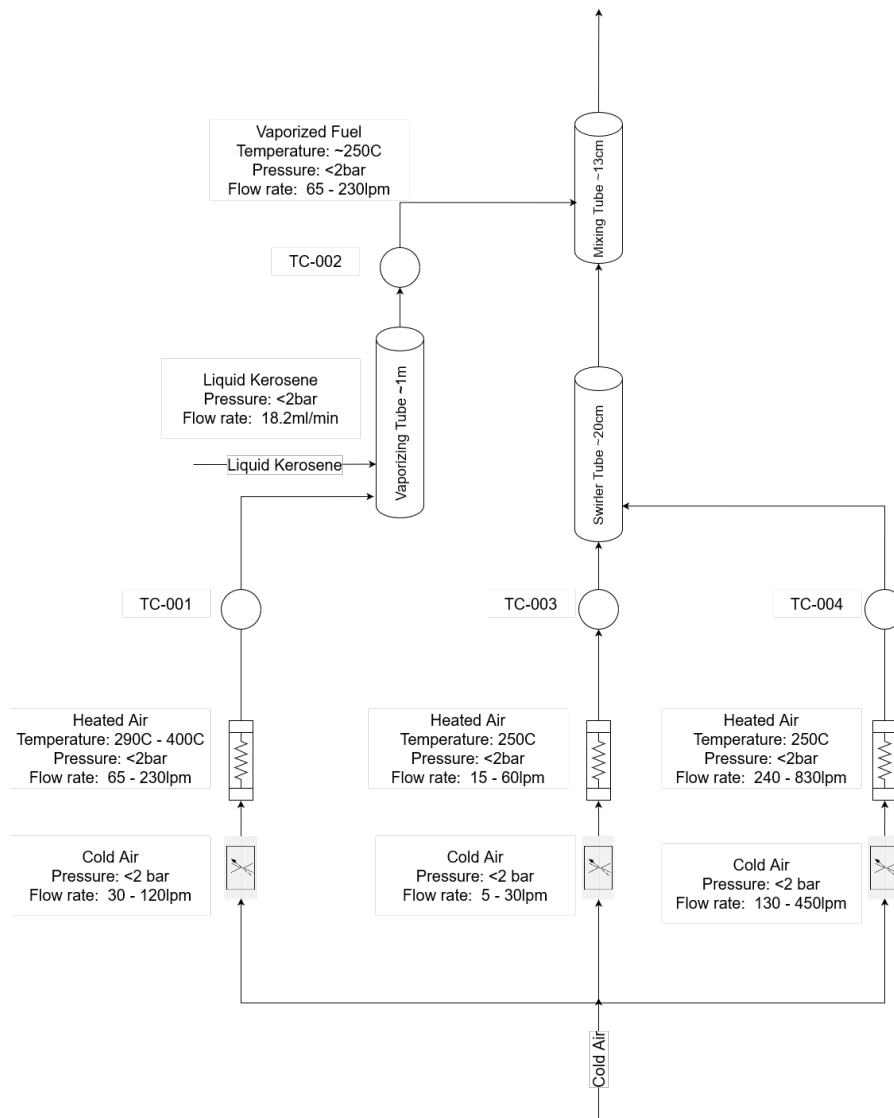 Vaporized Fuel
Temperature: ~250C
Pressure: <2bar
Flow rate:  65 - 230lpm
Mixing Tube ~13cm
TC-002
Liquid Kerosene
Pressure: <2bar
Flow rate:  18.2ml/min
Vaporizing Tube ~1m
Swirler Tube ~20cm
Liquid Kerosene
TC-001
TC-003
TC-004
Heated Air
Temperature: 290C - 400C
Pressure: <2bar
Flow rate:  65 - 230lpm
Heated Air
Temperature: 250C
Pressure: <2bar
Flow rate:  15 - 60lpm
Heated Air
Temperature: 250C
Pressure: <2bar
Flow rate:  240 - 830lpm
Cold Air
Pressure: <2 bar
Flow rate:  30 - 120lpm
Cold Air
Pressure: <2 bar
Flow rate:  5 - 30lpm
Cold Air
Pressure: <2 bar
Flow rate:  130 - 450lpm
Cold Air